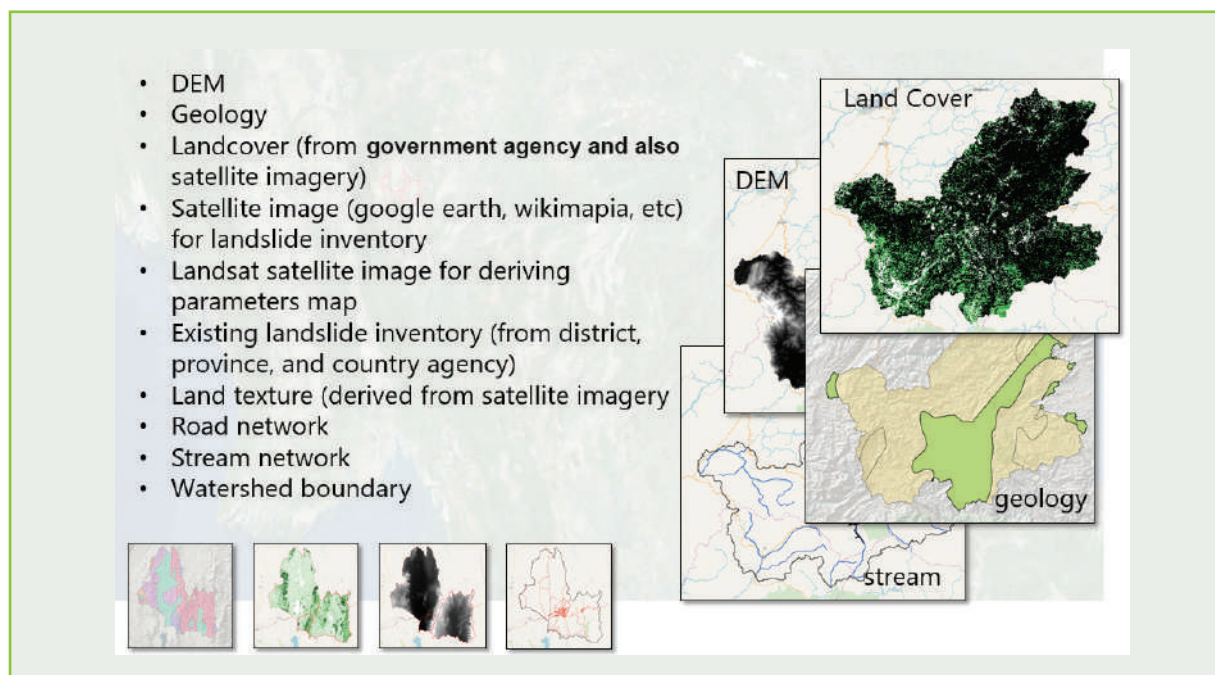 • DEM
• Geology
• Landcover (from government agency and also
satellite imagery)
• Satellite image (google earth, wikimapia, etc)
for landslide inventory
• Landsat satellite image for deriving
parameters map
• Existing landslide inventory (from district,
province, and country agency)
• Land texture (derived from satellite imagery
• Road network
• Stream network
• Watershed boundary
Land Cover
DEM
geology
stream